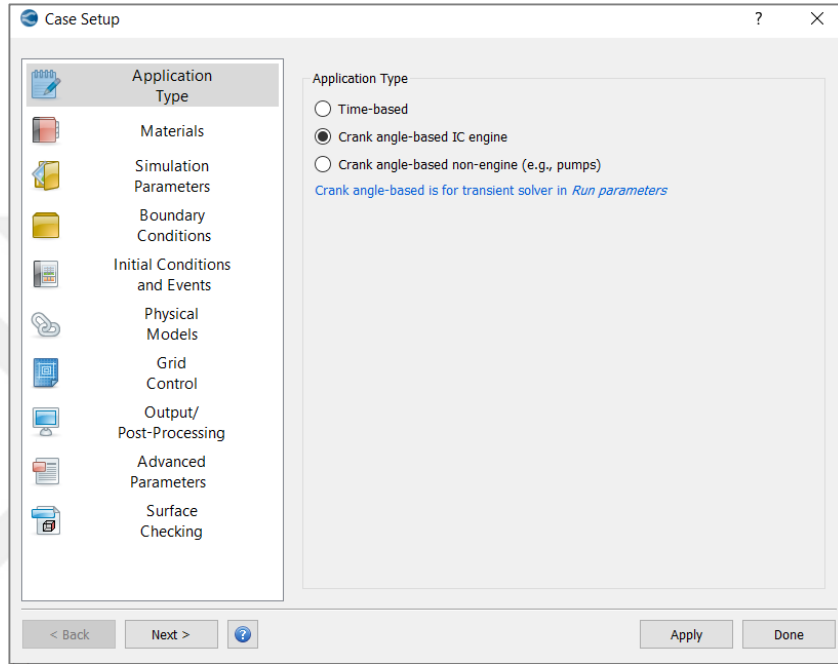 Case Setup
?
Application
Type
Materials
Simulation
Parameters
Boundary
Conditions
Initial Conditions
and Events
Physical
Models
Grid
Control
Output/
Post-Processing
Advanced
Parameters
Surface
Checking
Application Type
Time-based
Crank angle-based IC engine
Crank angle-based non-engine (e.g., pumps)
Crank angle-based is for transient solver in Run parameters
< Back
Next >
?
Apply
Done